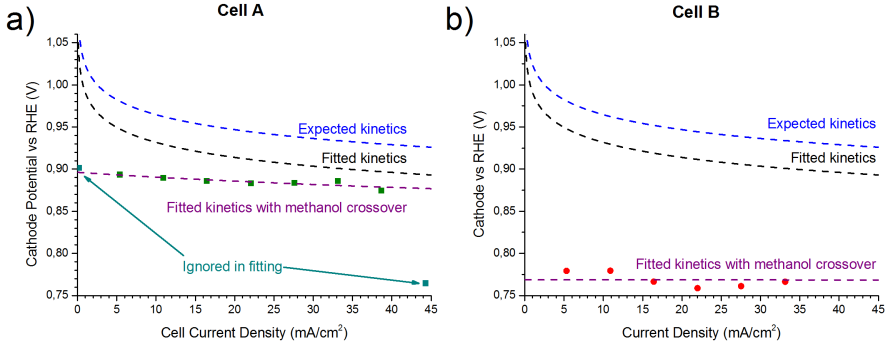 a)
Cell A
Cathode Potential vs RHE (V)
1,05
1,00
0,95
0,90
0,85
0,80
0,75
Expected kinetics
Fitted kinetics
Fitted kinetics with methanol crossover
Ignored in fitting
0 5 10 15 20 25 30 35 40 45
Cell Current Density (mA/cm²)
b)
Cell B
Cathode vs RHE (V)
1,05
1,00
0,95
0,90
0,85
0,80
0,75
Expected kinetics
Fitted kinetics
Fitted kinetics with methanol crossover
0 5 10 15 20 25 30 35 40 45
Current Density (mA/cm²)